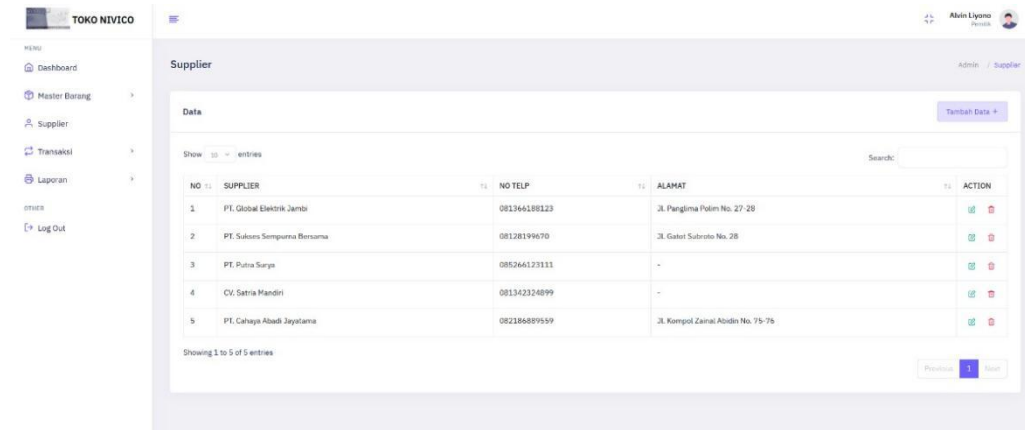 TOKO NIVICO
Alvin Liyono
Pemilik
MENU
Dashboard
Master Barang
Supplier
Transaksi
Laporan
OTHER
Log Out
Supplier
Admin / Supplier
Data
Tambah Data +
Show 10 entries
Search:
NO SUPPLIER NO TELP ALAMAT ACTION
1 PT. Global Elektrik Jambi 081366188123 Jl. Panglima Polim No. 27-28
2 PT. Sukses Sempurna Bersama 08128199670 Jl. Gatot Subroto No. 28
3 PT. Putra Surya 085266123111 -
4 CV. Satria Mandiri 081342324899 -
5 PT. Cahaya Abadi Jayatama 082186889559 Jl. Kompol Zainal Abidin No. 75-76
Showing 1 to 5 of 5 entries
Previous 1 Next